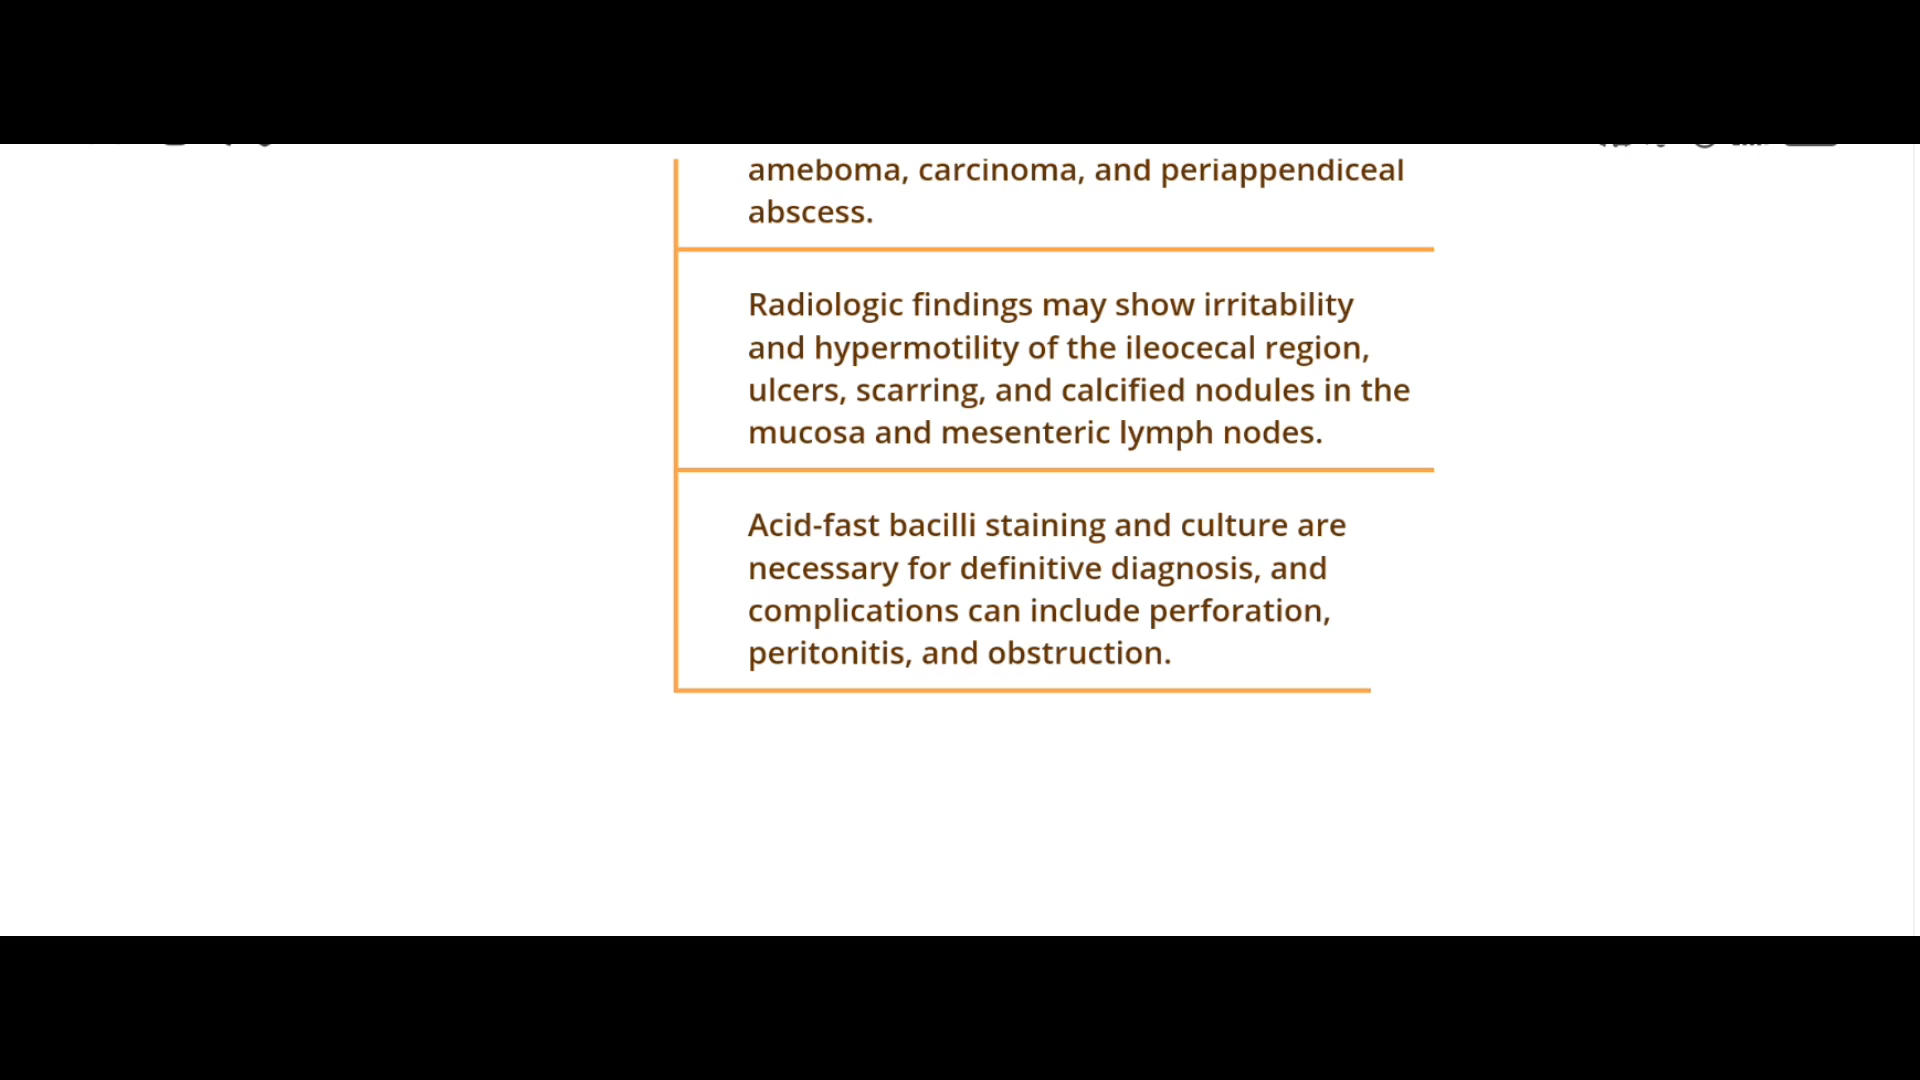 ameboma, carcinoma, and periappendiceal
abscess.
Radiologic findings may show irritability
and hypermotility of the ileocecal region,
ulcers, scarring, and calcified nodules in the
mucosa and mesenteric lymph nodes.
Acid-fast bacilli staining and culture are
necessary for definitive diagnosis, and
complications can include perforation,
peritonitis, and obstruction.